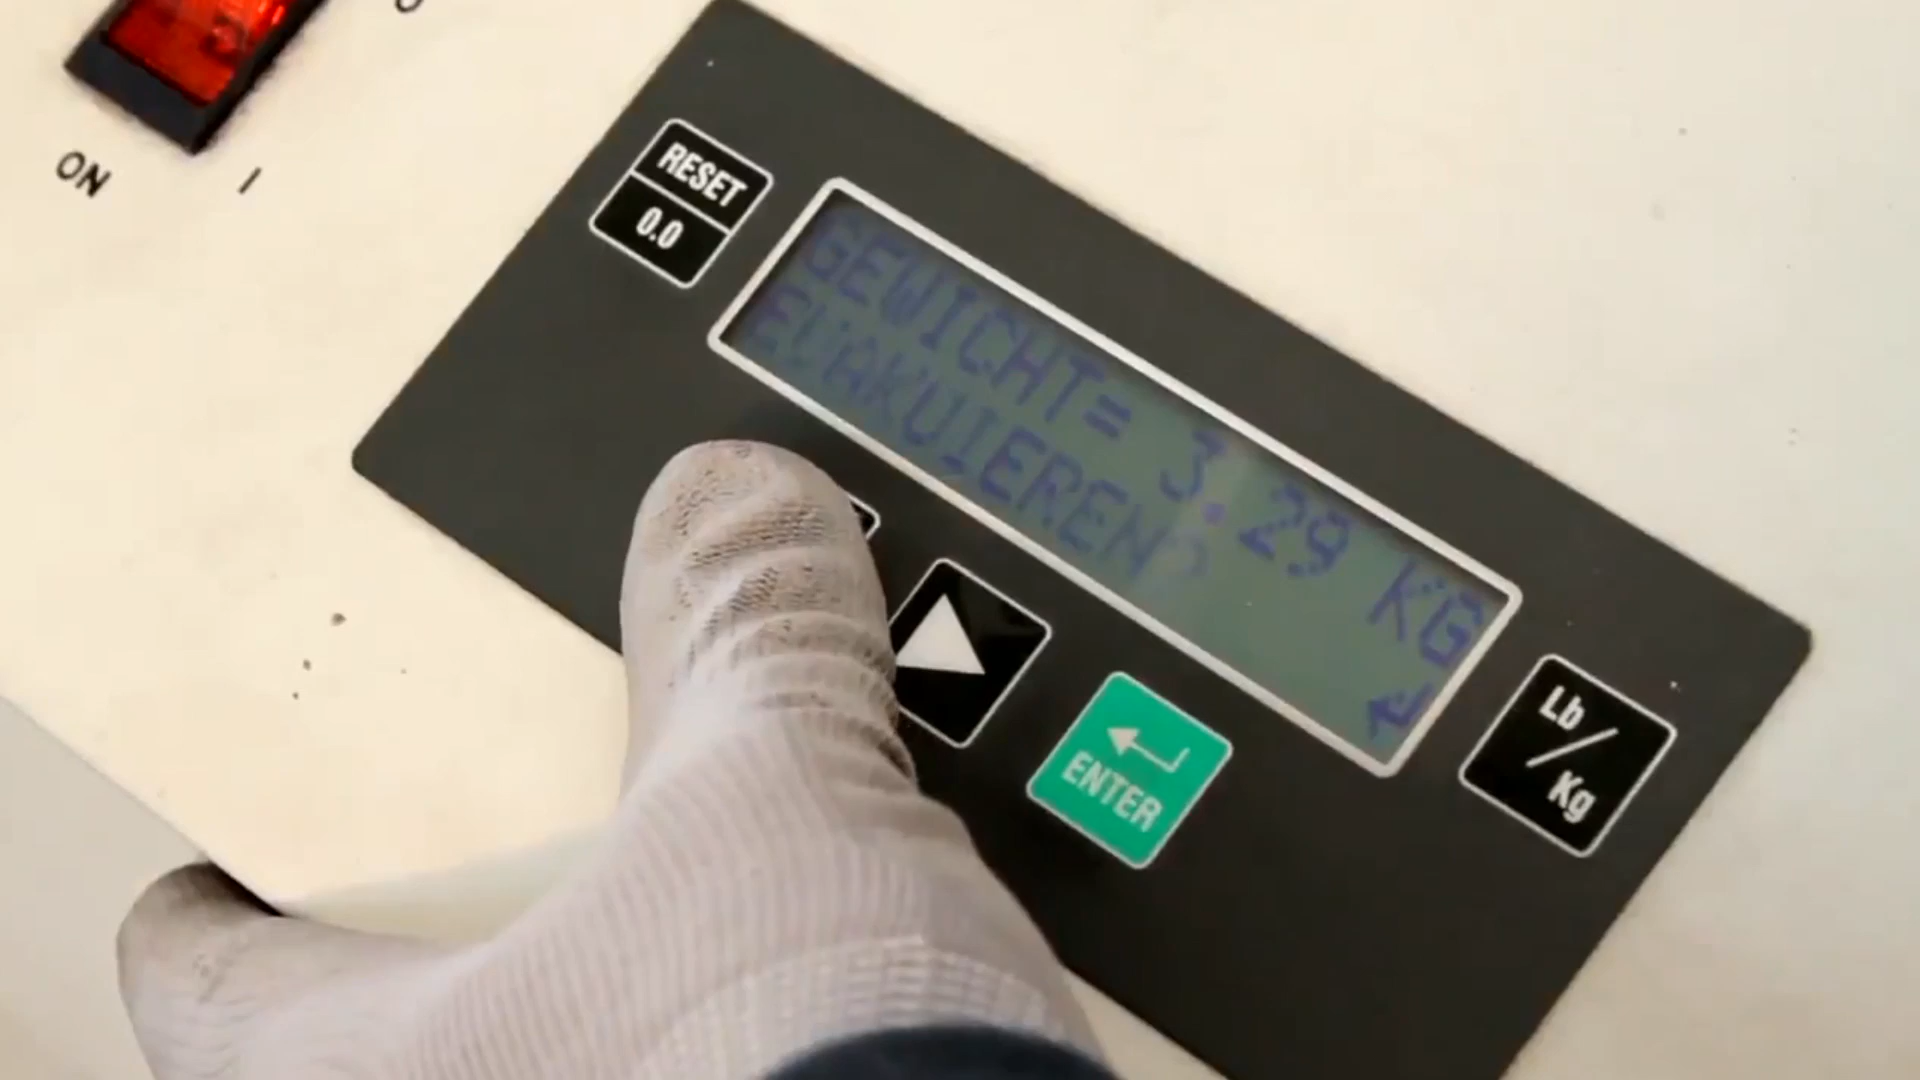 ON I
RESET
0.0
GEWICHT= 3.29 KG
EVAKUIEREN?
ENTER
Lb
/
Kg